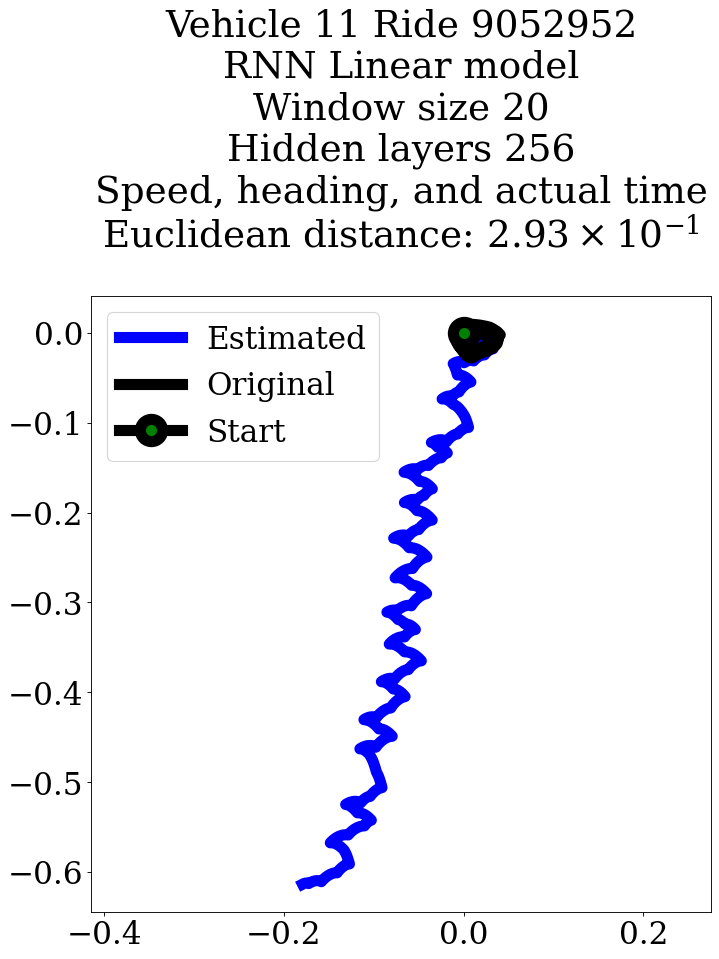 Vehicle 11 Ride 9052952
RNN Linear model
Window size 20
Hidden layers 256
Speed, heading, and actual time
Euclidean distance: 2.93 × 10⁻¹
Estimated
Original
Start
0.0
−0.1
−0.2
−0.3
−0.4
−0.5
−0.6
−0.4 −0.2 0.0 0.2